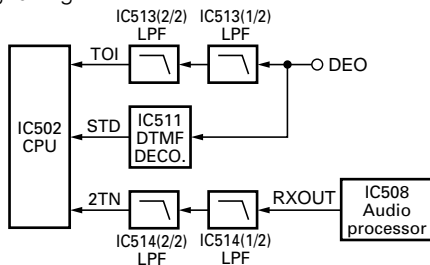 IC513(2/2) IC513(1/2)
LPF LPF
TOI
DEO
IC502
CPU
STD
IC511
DTMF
DECO.
2TN
RXOUT
IC508
Audio
processor
IC514(2/2) IC514(1/2)
LPF LPF